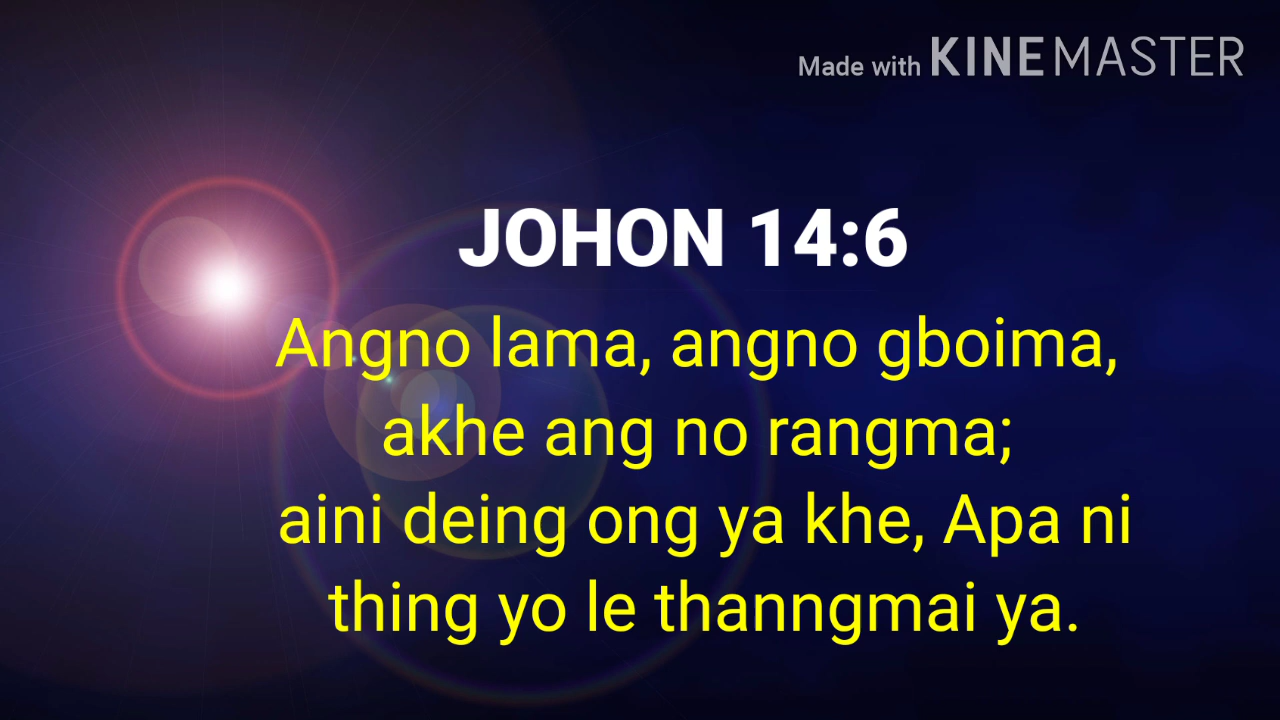 Made with KINEMASTER
JOHON 14:6
Angno lama, angno gboima,
akhe ang no rangma;
aini deing ong ya khe, Apa ni
thing yo le thanngmai ya.